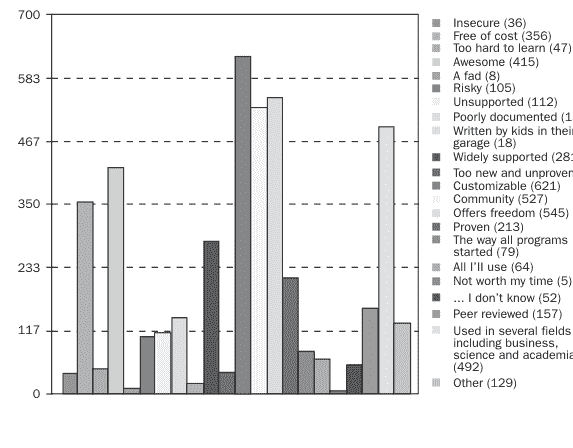 700
583
467
350
233
117
0
Insecure (36)
Free of cost (356)
Too hard to learn (47)
Awesome (415)
A fad (8)
Risky (105)
Unsupported (112)
Poorly documented (1
Written by kids in their
garage (18)
Widely supported (281
Too new and unproven
Customizable (621)
Community (527)
Offers freedom (545)
Proven (213)
The way all programs
started (79)
All I'll use (64)
Not worth my time (5)
... I don't know (52)
Peer reviewed (157)
Used in several fields
including business,
science and academia
(492)
Other (129)